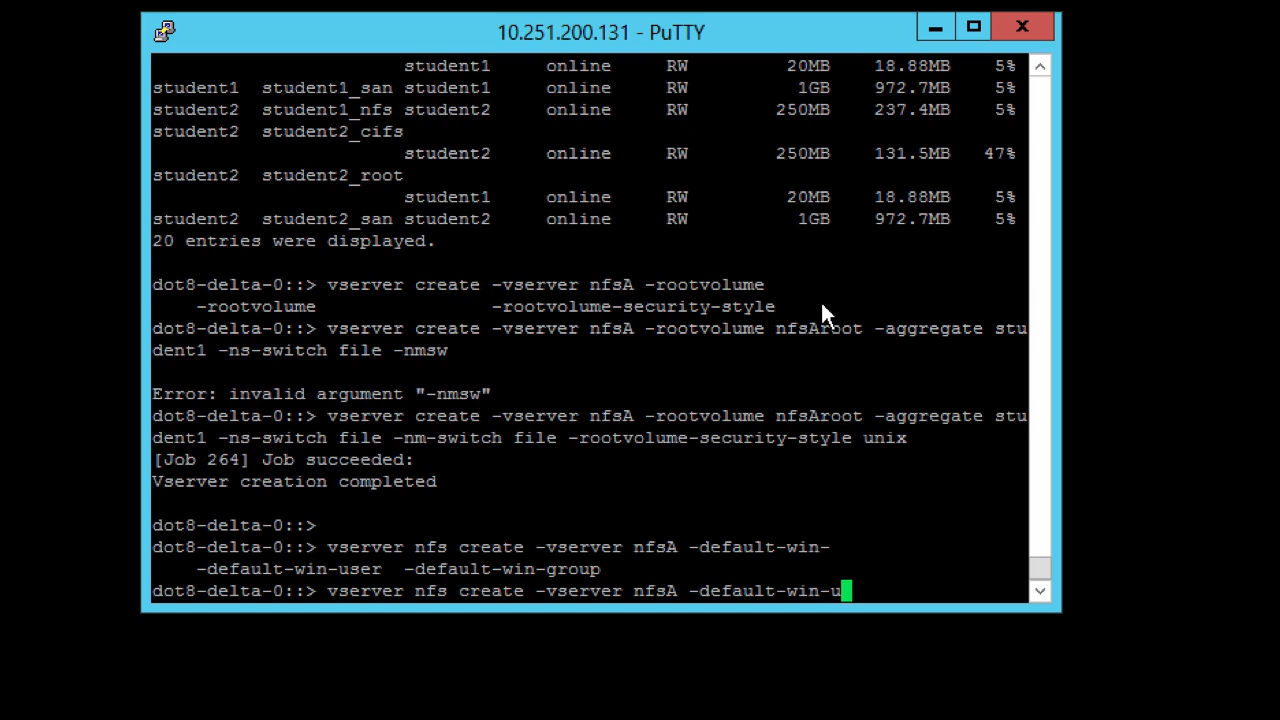 10.251.200.131 - PuTTY
student1 online RW 20MB 18.88MB 5%
student1 student1_san student1 online RW 1GB 972.7MB 5%
student2 student1_nfs student2 online RW 250MB 237.4MB 5%
student2 student2_cifs
student2 online RW 250MB 131.5MB 47%
student2 student2_root
student1 online RW 20MB 18.88MB 5%
student2 student2_san student2 online RW 1GB 972.7MB 5%
20 entries were displayed.
dot8-delta-0::> vserver create -vserver nfsA -rootvolume
-rootvolume -rootvolume-security-style
dot8-delta-0::> vserver create -vserver nfsA -rootvolume nfsAroot -aggregate stu
dent1 -ns-switch file -nmsw
Error: invalid argument "-nmsw"
dot8-delta-0::> vserver create -vserver nfsA -rootvolume nfsAroot -aggregate stu
dent1 -ns-switch file -nm-switch file -rootvolume-security-style unix
[Job 264] Job succeeded:
Vserver creation completed
dot8-delta-0::>
dot8-delta-0::> vserver nfs create -vserver nfsA -default-win-
-default-win-user -default-win-group
dot8-delta-0::> vserver nfs create -vserver nfsA -default-win-u